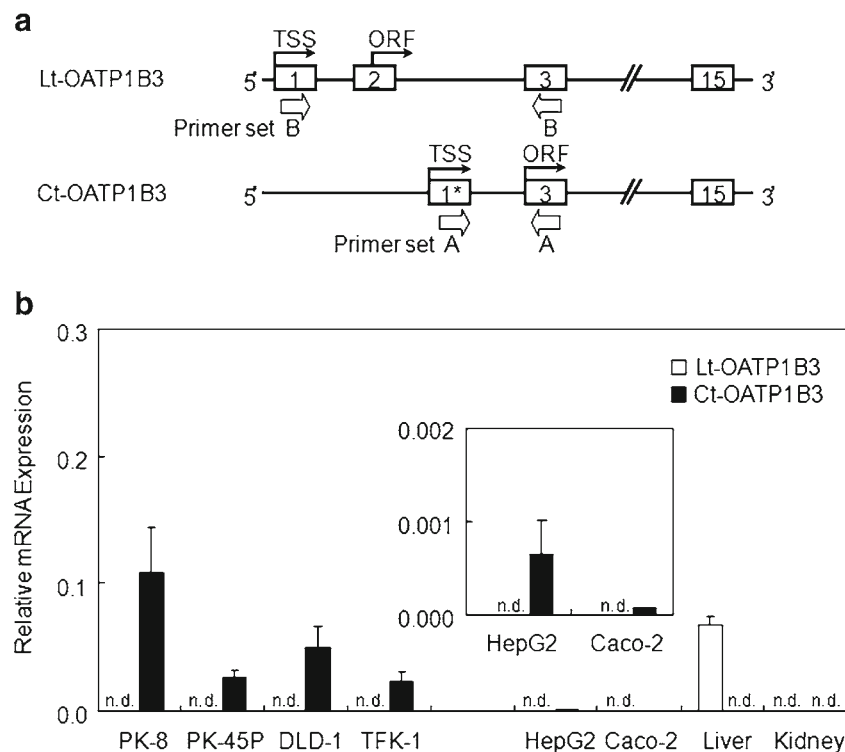 a
TSS ORF
Lt-OATP1B3 5' 1 2 3 15 3'
Primer set B B
TSS ORF
Ct-OATP1B3 5' 1* 3 15 3'
Primer set A A
b
Relative mRNA Expression
0.3
0.2
0.1
0.0
Lt-OATP1B3
Ct-OATP1B3
0.002
0.001
0.000
n.d. n.d.
HepG2 Caco-2
n.d. n.d. n.d. n.d. n.d. n.d. n.d. n.d. n.d.
PK-8 PK-45P DLD-1 TFK-1 HepG2 Caco-2 Liver Kidney